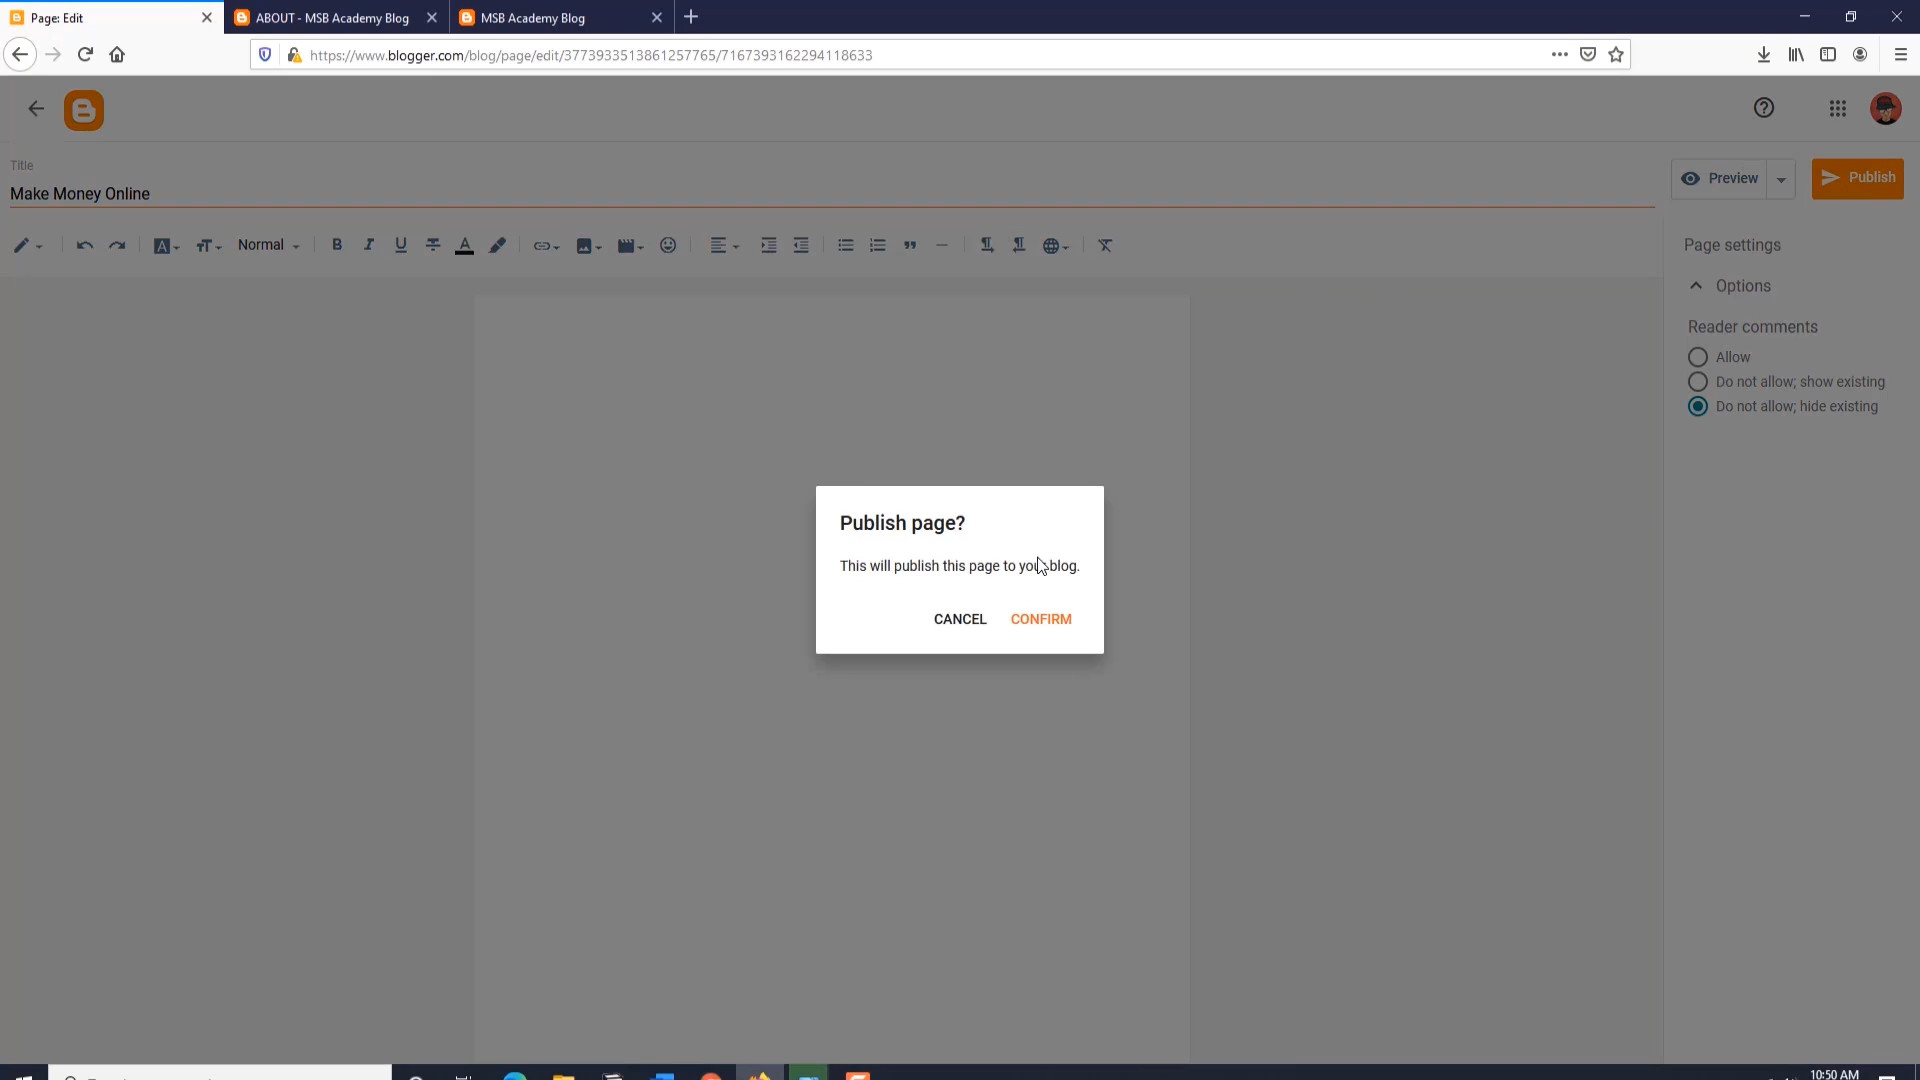 Page: Edit
ABOUT - MSB Academy Blog
MSB Academy Blog
https://www.blogger.com/blog/page/edit/3773933513861257765/7167393162294118633
Title
Make Money Online
Preview
Publish
Normal
Page settings
Options
Reader comments
Allow
Do not allow; show existing
Do not allow; hide existing
Publish page?
This will publish this page to your blog.
CANCEL
CONFIRM
10:50 AM